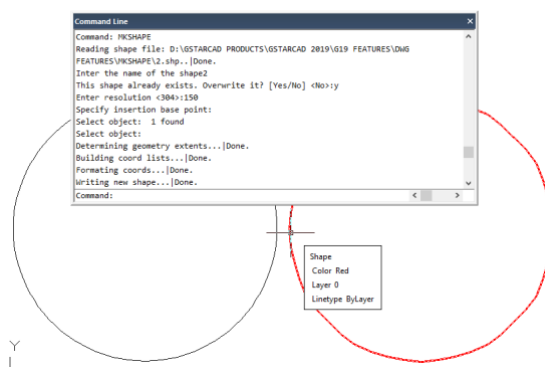 Command Line
Command: MKSHAPE
Reading shape file: D:\GSTARCAD PRODUCTS\GSTARCAD 2019\G19 FEATURES\DWG
FEATURES\MKSHAPE\2.shp..|Done.
Inter the name of the shape2
This shape already exists. Overwrite it? [Yes/No] <No>:y
Enter resolution <304>:150
Specify insertion base point:
Select object:  1 found
Select object:
Determining geometry extents...|Done.
Building coord lists...|Done.
Formating coords...|Done.
Writing new shape...|Done.
Command:
Shape
Color Red
Layer 0
Linetype ByLayer
Y